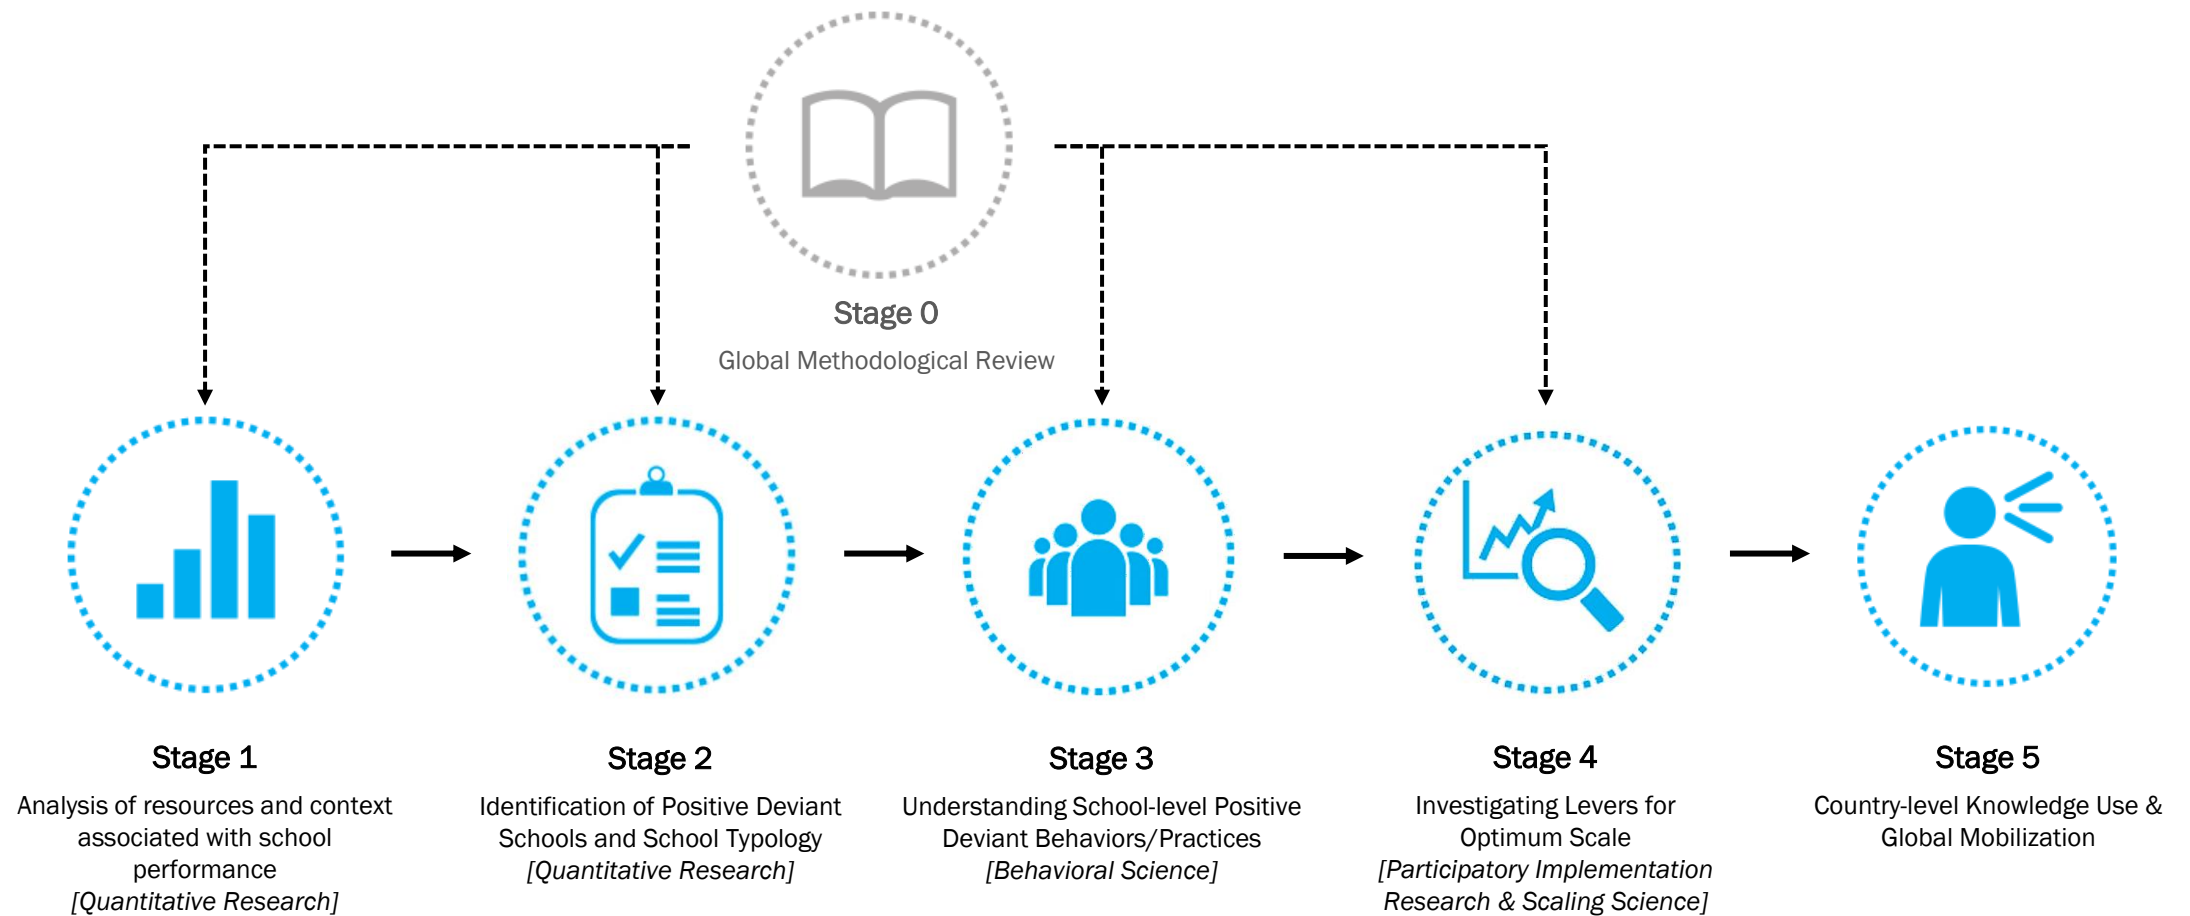 Stage 0
Global Methodological Review
Stage 1
Analysis of resources and context
associated with school
performance
[Quantitative Research]
Stage 2
Identification of Positive Deviant
Schools and School Typology
[Quantitative Research]
Stage 3
Understanding School-level Positive
Deviant Behaviors/Practices
[Behavioral Science]
Stage 4
Investigating Levers for
Optimum Scale
[Participatory Implementation
Research & Scaling Science]
Stage 5
Country-level Knowledge Use &
Global Mobilization